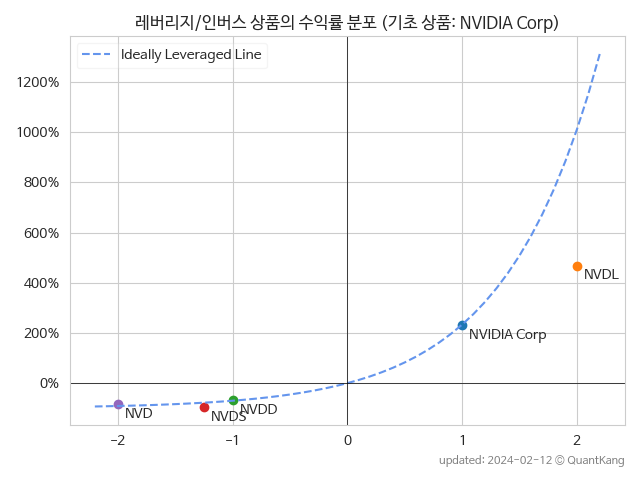 레버리지/인버스 상품의 수익률 분포 (기초 상품: NVIDIA Corp)
Ideally Leveraged Line
1200%
1000%
800%
600%
400%
200%
0%
NVDL
NVIDIA Corp
NVD
NVDS
NVDD
−2
−1
0
1
2
updated: 2024-02-12 © QuantKang